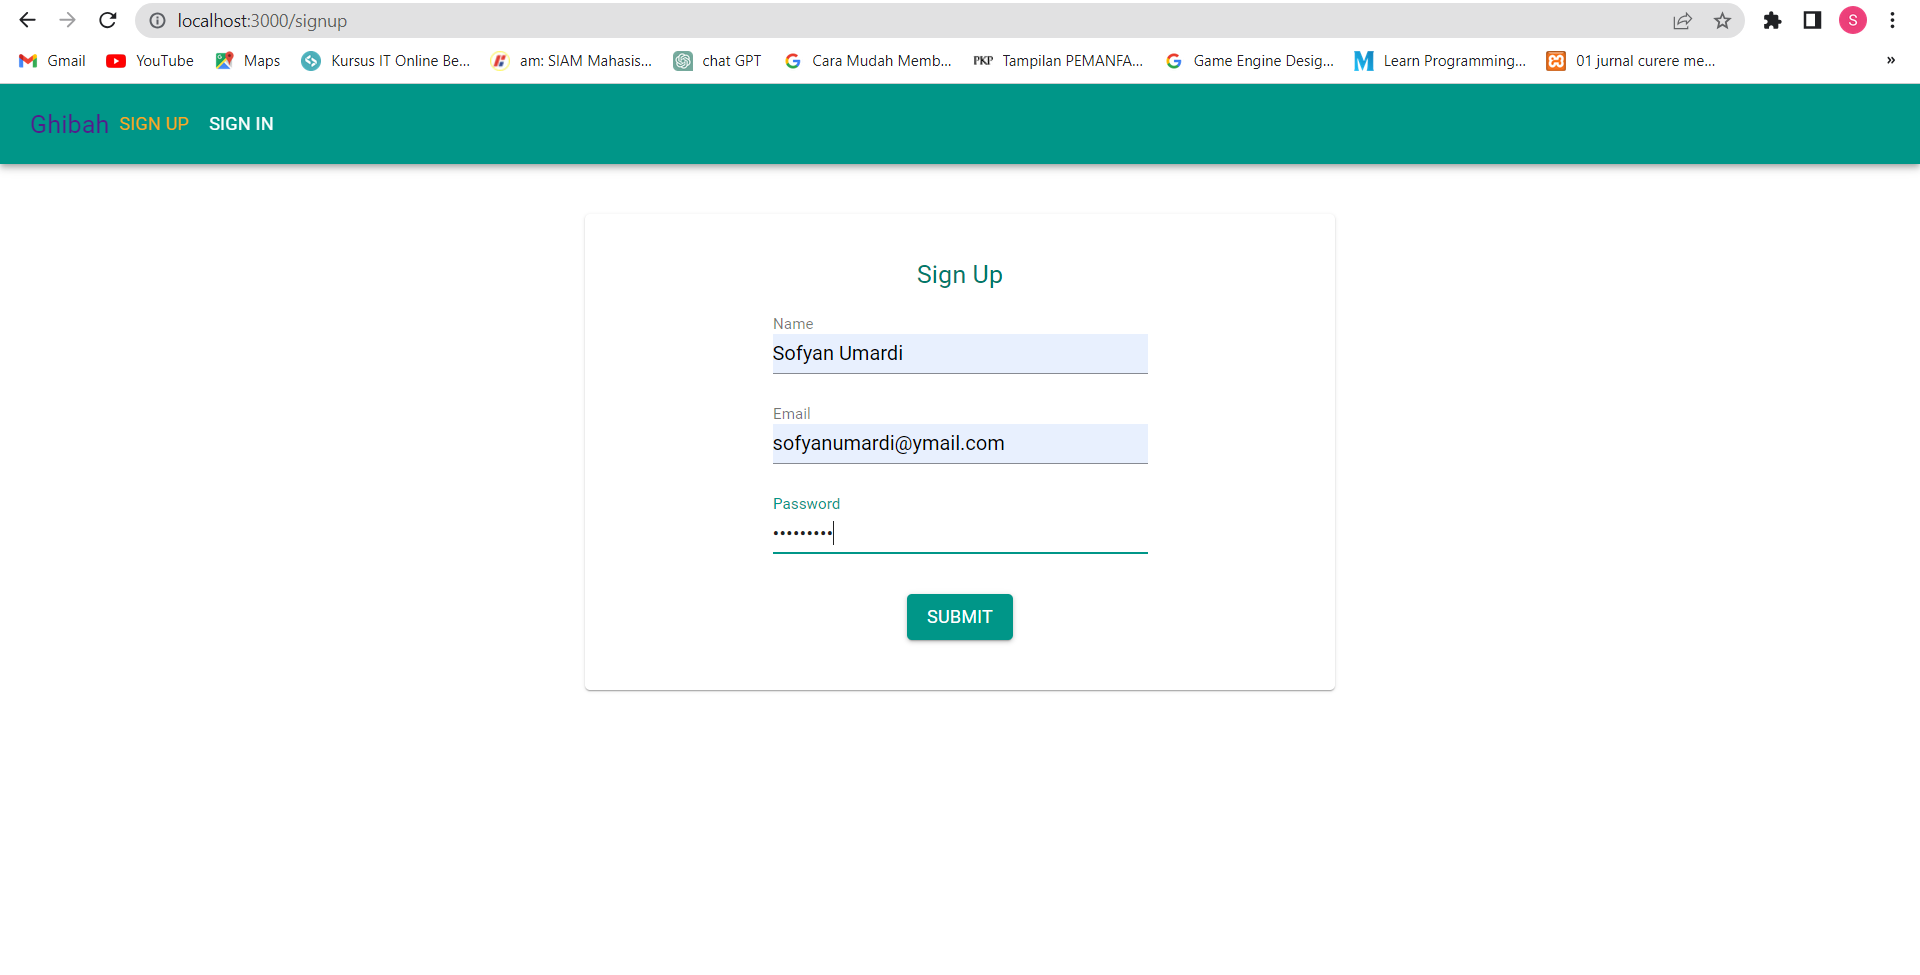 localhost:3000/signup
S
Gmail YouTube Maps Kursus IT Online Be... am: SIAM Mahasis... chat GPT Cara Mudah Memb... PKP Tampilan PEMANFA... Game Engine Desig... M Learn Programming... 01 jurnal curere me... »
Ghibah SIGN UP SIGN IN
Sign Up
Name
Sofyan Umardi
Email
sofyanumardi@ymail.com
Password
•••••••••
SUBMIT